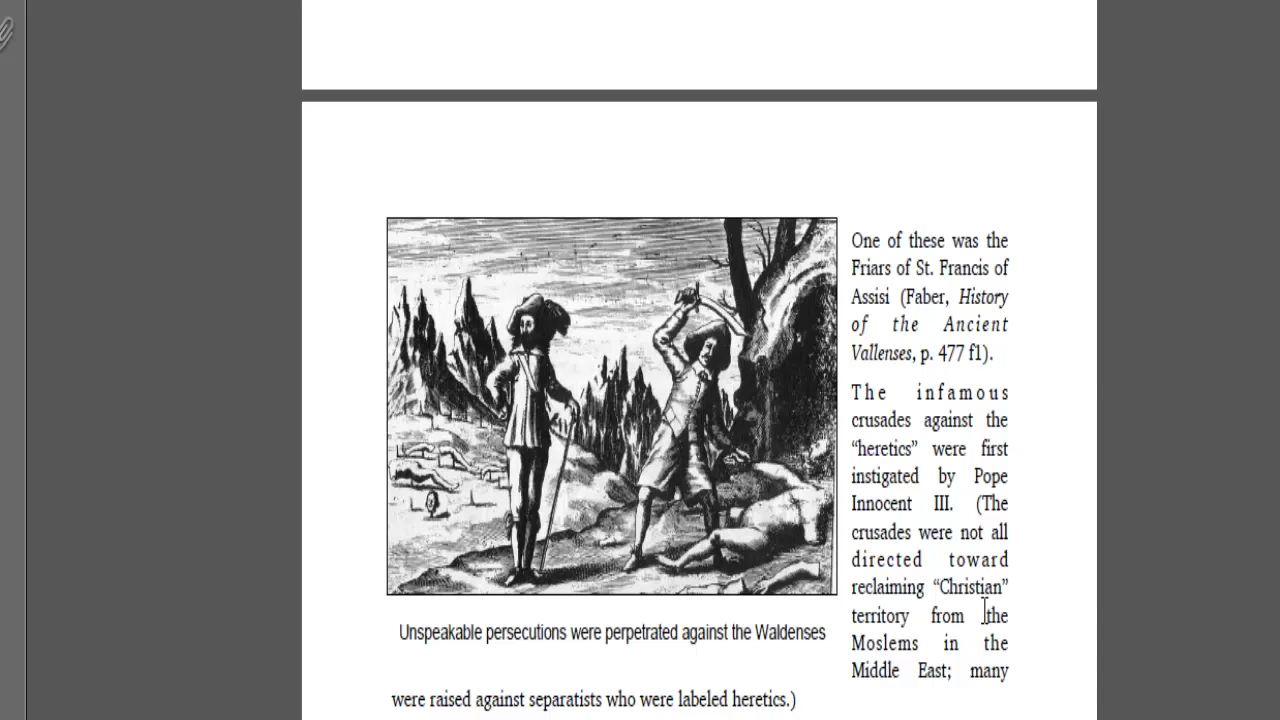 One of these was the
Friars of St. Francis of
Assisi (Faber, History
of the Ancient
Vallenses, p. 477 f1).
The infamous
crusades against the
“heretics” were first
instigated by Pope
Innocent III. (The
crusades were not all
directed toward
reclaiming “Christian”
territory from the
Moslems in the
Middle East; many
were raised against separatists who were labeled heretics.)
Unspeakable persecutions were perpetrated against the Waldenses